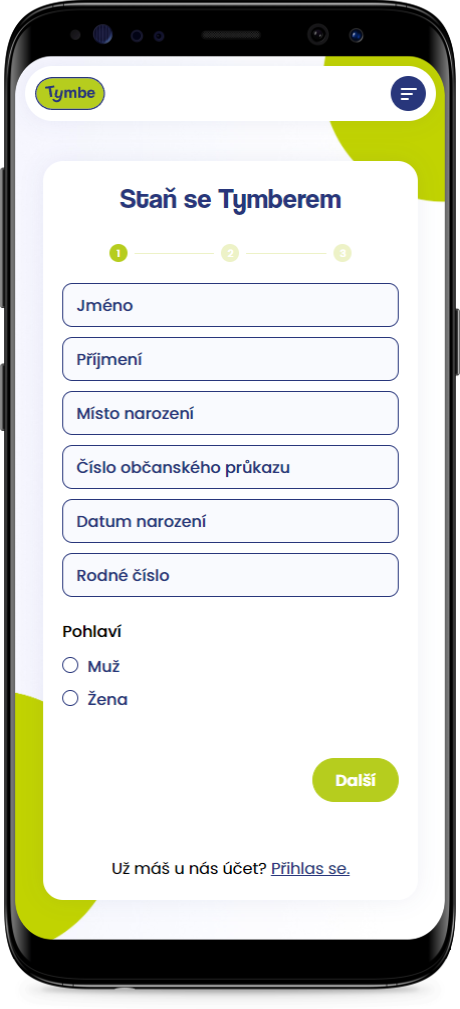 Tymbe
Staň se Tymberem
1 2 3
Jméno
Příjmení
Místo narození
Číslo občanského průkazu
Datum narození
Rodné číslo
Pohlaví
Muž
Žena
Další
Už máš u nás účet? Přihlas se.